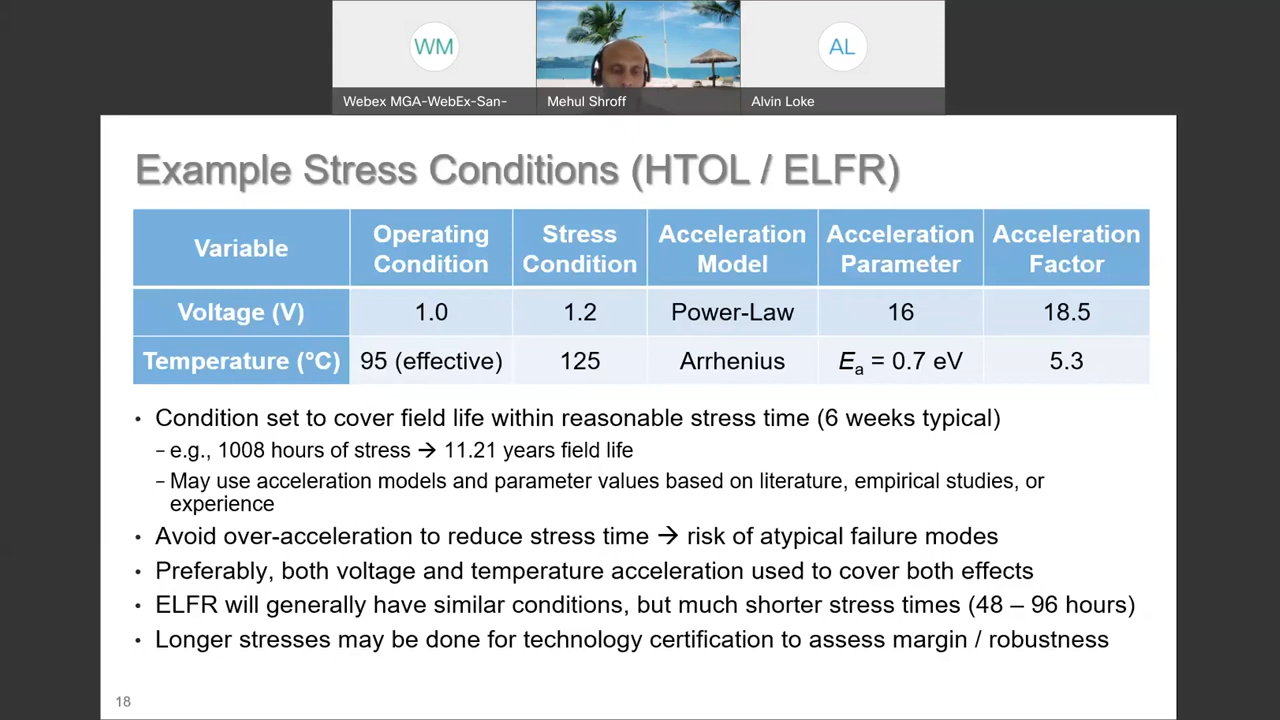 WM
AL
Webex MGA-WebEx-San-
Mehul Shroff
Alvin Loke
Example Stress Conditions (HTOL / ELFR)
Variable
Operating Condition
Stress Condition
Acceleration Model
Acceleration Parameter
Acceleration Factor
Voltage (V)
1.0
1.2
Power-Law
16
18.5
Temperature (°C)
95 (effective)
125
Arrhenius
Ea = 0.7 eV
5.3
• Condition set to cover field life within reasonable stress time (6 weeks typical)
– e.g., 1008 hours of stress → 11.21 years field life
– May use acceleration models and parameter values based on literature, empirical studies, or
experience
• Avoid over-acceleration to reduce stress time → risk of atypical failure modes
• Preferably, both voltage and temperature acceleration used to cover both effects
• ELFR will generally have similar conditions, but much shorter stress times (48 – 96 hours)
• Longer stresses may be done for technology certification to assess margin / robustness
18